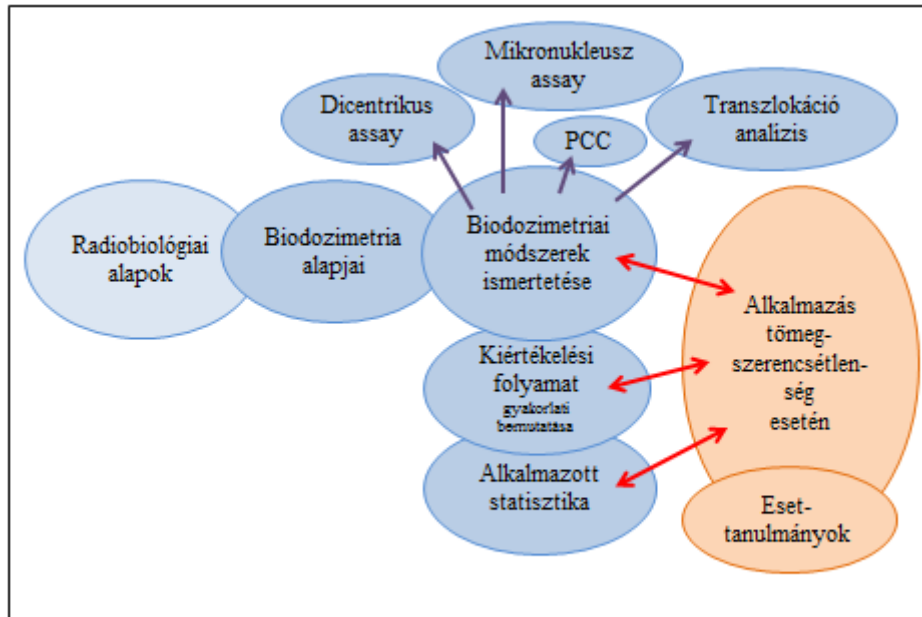 Mikronukleusz
assay
Dicentrikus
assay
Transzlokáció
analízis
PCC
Radiobiológiai
alapok
Biodozimetria
alapjai
Biodozimetriai
módszerek
ismertetése
Alkalmazás
tömeg-
szerencsétlen-
ség
esetén
Kiértékelési
folyamat
gyakorlati
bemutatása
Alkalmazott
statisztika
Eset-
tanulmányok